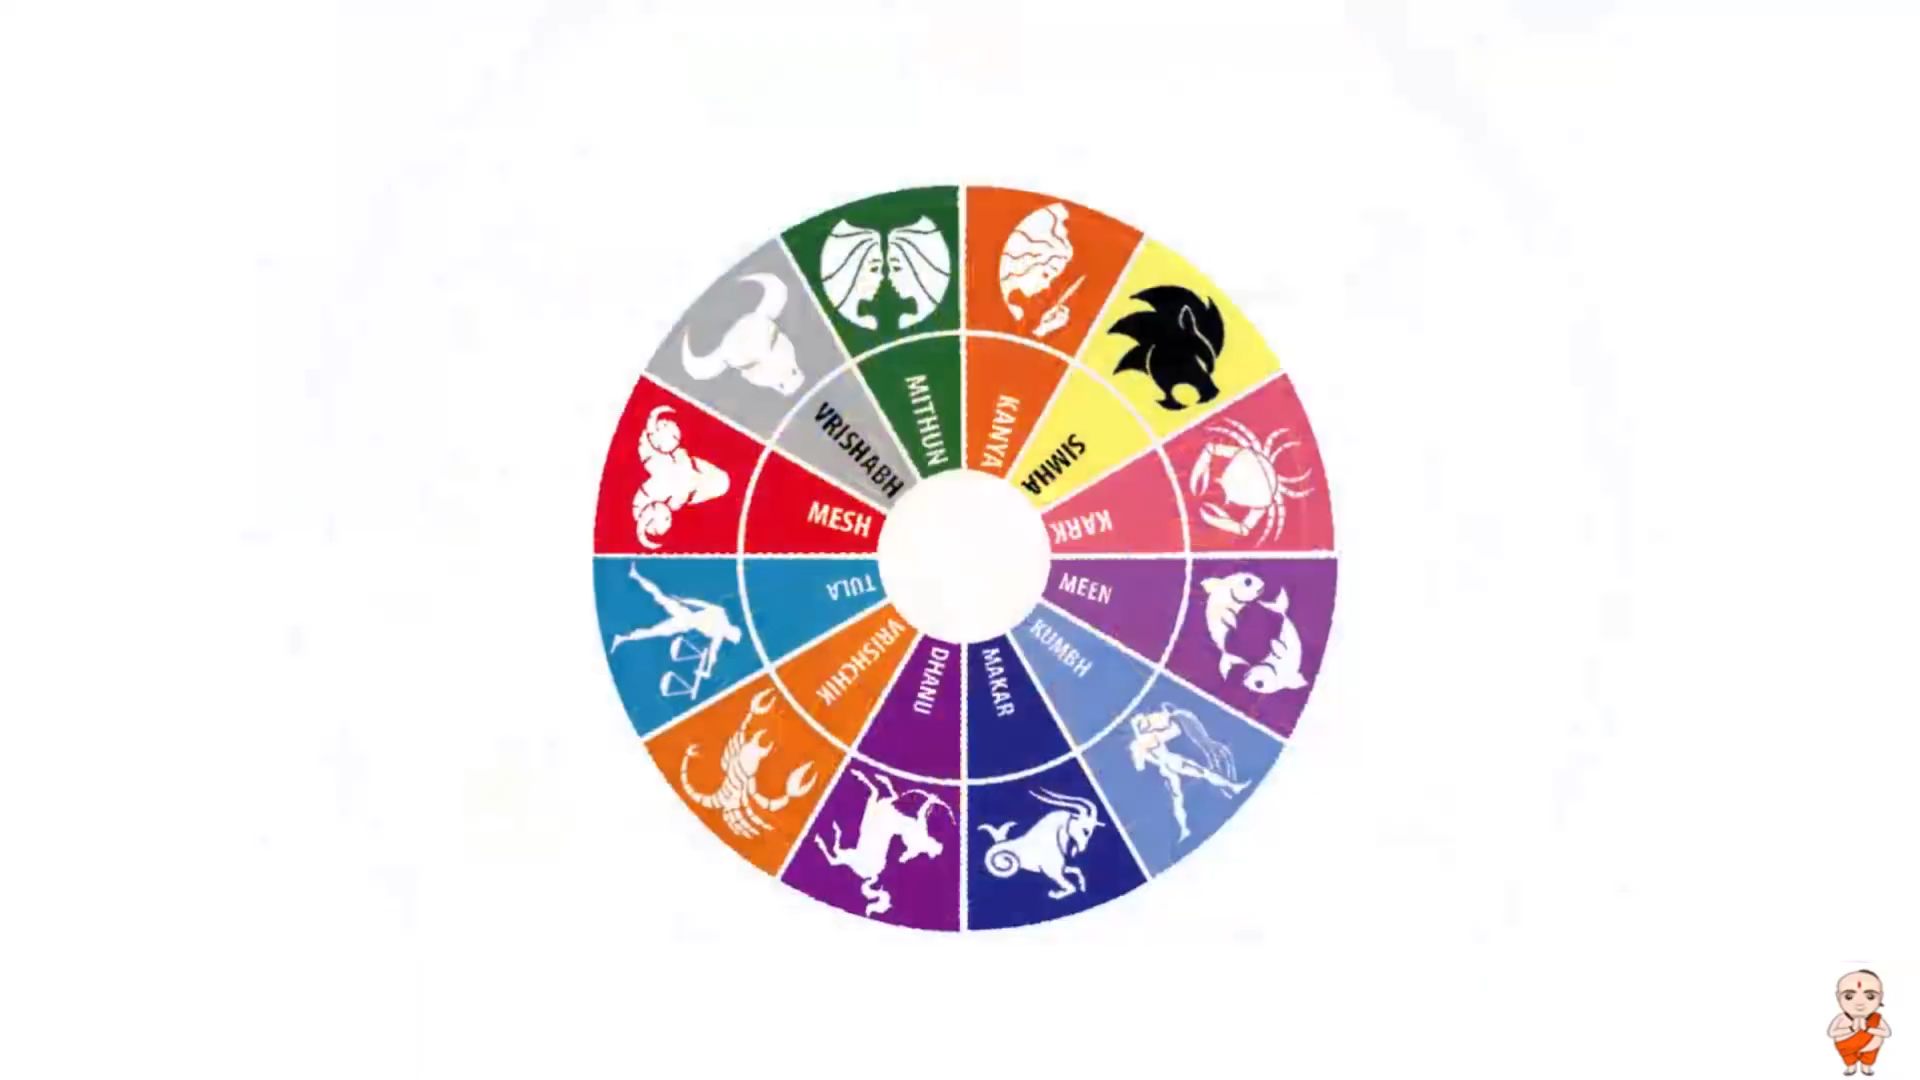 MITHUN
KANYA
SIMHA
KARK
MEEN
KUMBH
MAKAR
DHANU
VRISHCHIK
TULA
MESH
VRISHABH